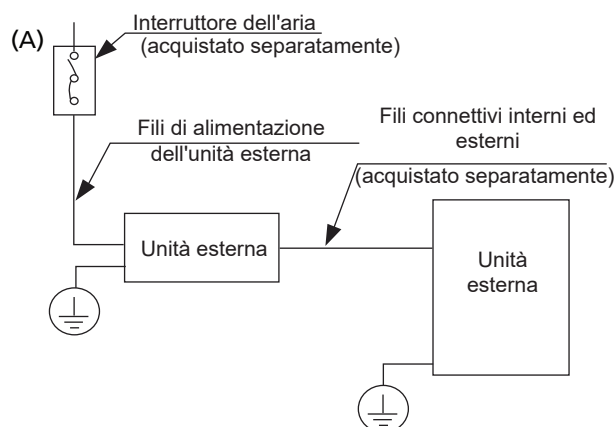 (A)
Interruttore dell'aria
(acquistato separatamente)
Fili di alimentazione
dell'unità esterna
Fili connettivi interni ed
esterni
(acquistato separatamente)
Unità esterna
Unità
esterna